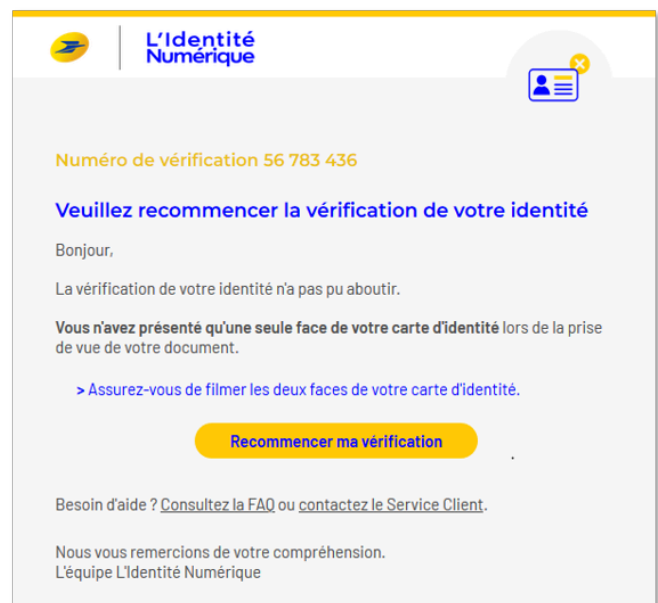 L'Identité
Numérique
Numéro de vérification 56 783 436
Veuillez recommencer la vérification de votre identité
Bonjour,
La vérification de votre identité n'a pas pu aboutir.
Vous n'avez présenté qu'une seule face de votre carte d'identité lors de la prise
de vue de votre document.
> Assurez-vous de filmer les deux faces de votre carte d'identité.
Recommencer ma vérification
.
Besoin d'aide ? Consultez la FAQ ou contactez le Service Client.
Nous vous remercions de votre compréhension.
L'équipe L'Identité Numérique